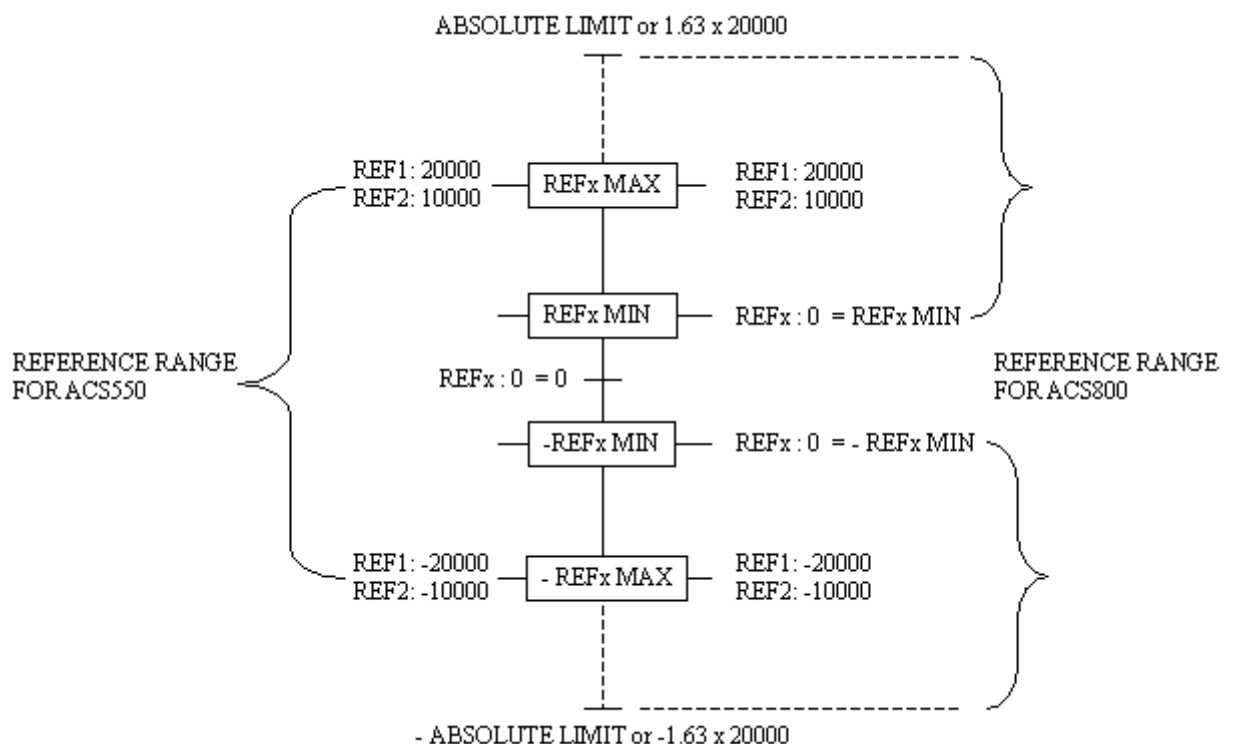 ABSOLUTE LIMIT or 1.63 x 20000
REF1: 20000
REF2: 10000
REFx MAX
REF1: 20000
REF2: 10000
REFx MIN
REFx : 0 = REFx MIN
REFERENCE RANGE
FOR ACS550
REFx : 0 = 0
REFERENCE RANGE
FOR ACS800
-REFx MIN
REFx : 0 = - REFx MIN
REF1: -20000
REF2: -10000
- REFx MAX
REF1: -20000
REF2: -10000
- ABSOLUTE LIMIT or -1.63 x 20000